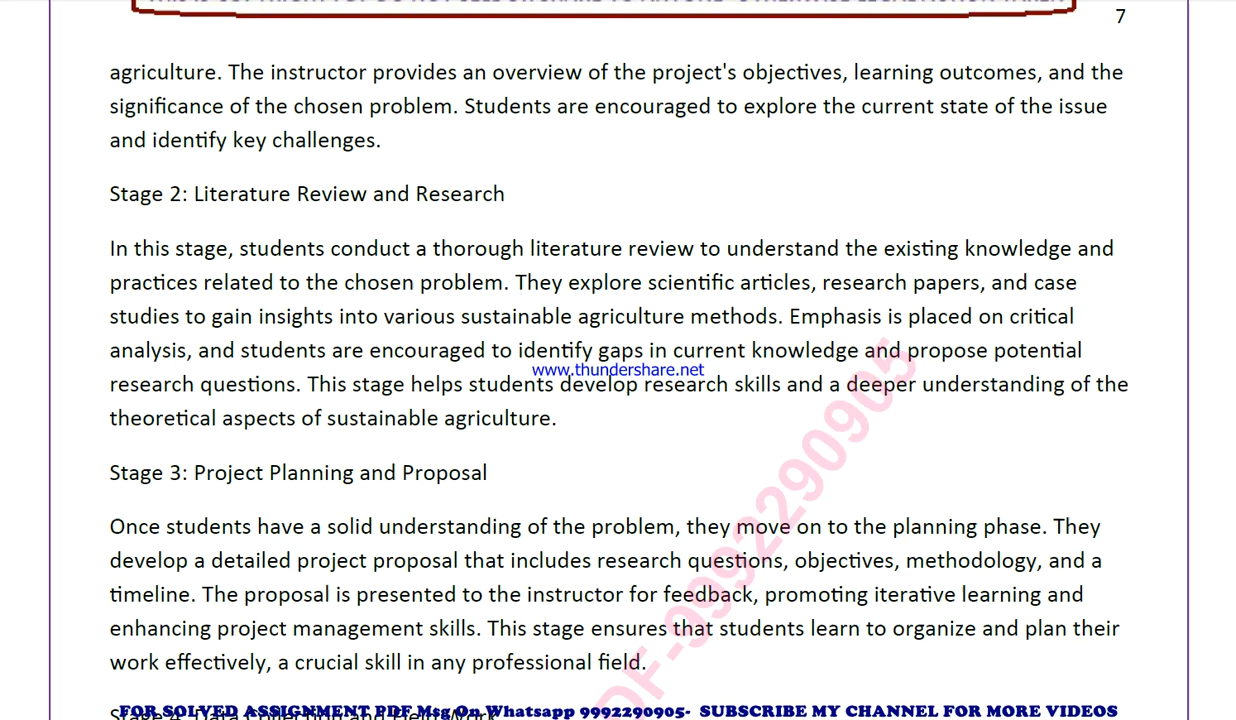 7
agriculture. The instructor provides an overview of the project's objectives, learning outcomes, and the
significance of the chosen problem. Students are encouraged to explore the current state of the issue
and identify key challenges.
Stage 2: Literature Review and Research
In this stage, students conduct a thorough literature review to understand the existing knowledge and
practices related to the chosen problem. They explore scientific articles, research papers, and case
studies to gain insights into various sustainable agriculture methods. Emphasis is placed on critical
analysis, and students are encouraged to identify gaps in current knowledge and propose potential
www.thundershare.net
research questions. This stage helps students develop research skills and a deeper understanding of the
theoretical aspects of sustainable agriculture.
Stage 3: Project Planning and Proposal
Once students have a solid understanding of the problem, they move on to the planning phase. They
develop a detailed project proposal that includes research questions, objectives, methodology, and a
timeline. The proposal is presented to the instructor for feedback, promoting iterative learning and
enhancing project management skills. This stage ensures that students learn to organize and plan their
work effectively, a crucial skill in any professional field.
DF-9992290905
Stage 4: Data Collection and Field Work
FOR SOLVED ASSIGNMENT PDF Msg On Whatsapp 9992290905- SUBSCRIBE MY CHANNEL FOR MORE VIDEOS